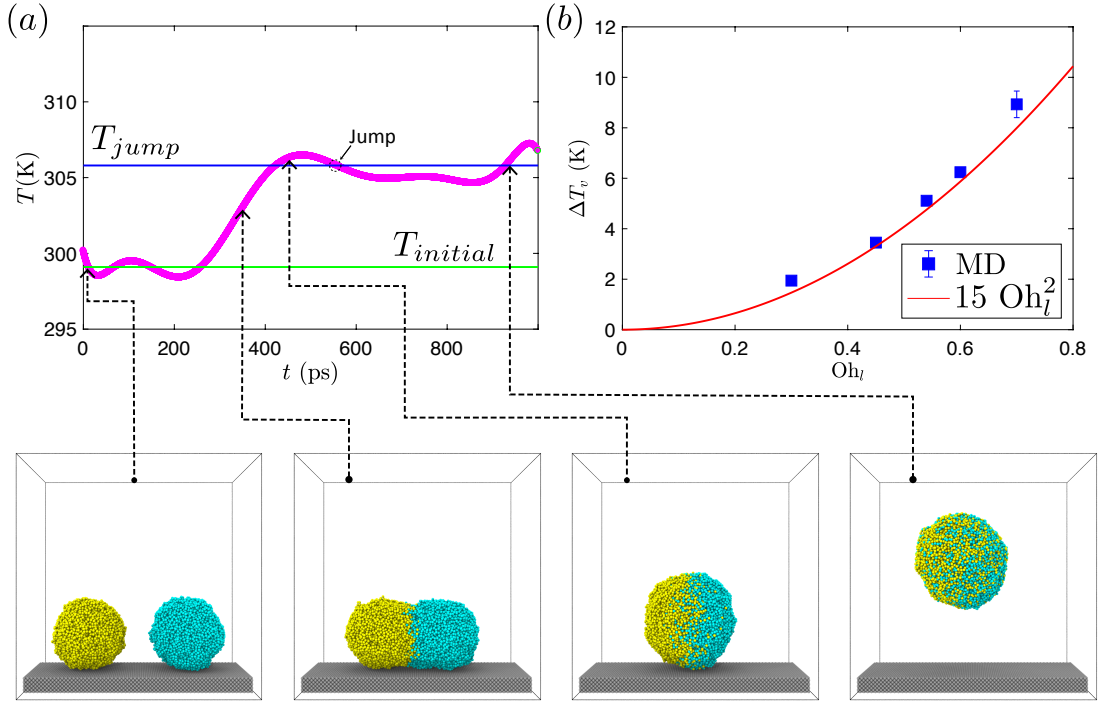 (a)
T(K)
310
305
300
295
T_jump
Jump
T_initial
0 200 400 600 800
t (ps)
(b)
ΔT_v (K)
12
10
8
6
4
2
0
MD
15 Oh_l^2
0 0.2 0.4 0.6 0.8
Oh_l